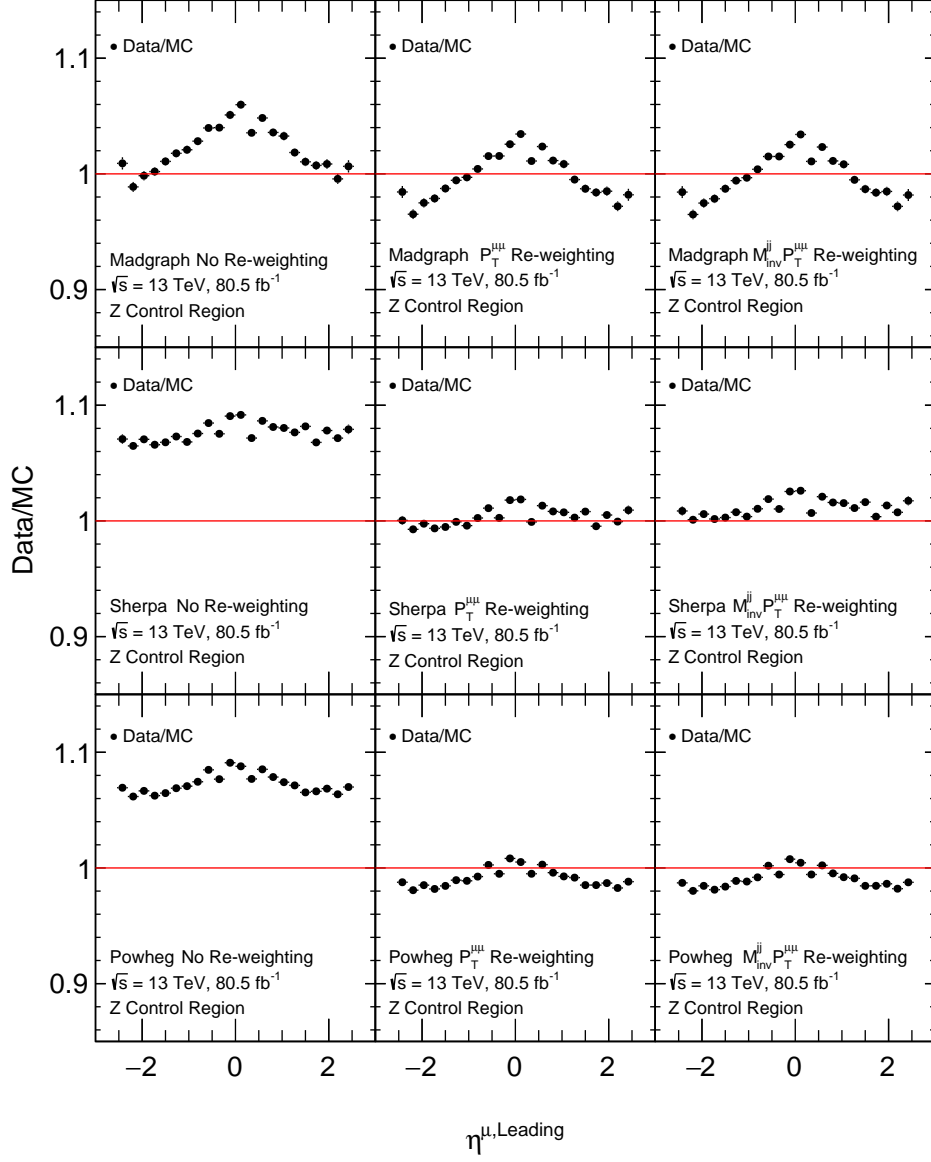 Data/MC
1.1
1
0.9
• Data/MC
Madgraph No Re-weighting
√s = 13 TeV, 80.5 fb⁻¹
Z Control Region
• Data/MC
Madgraph P_T^μμ Re-weighting
√s = 13 TeV, 80.5 fb⁻¹
Z Control Region
• Data/MC
Madgraph M_inv^jj P_T^μμ Re-weighting
√s = 13 TeV, 80.5 fb⁻¹
Z Control Region
1.1
1
0.9
• Data/MC
Sherpa No Re-weighting
√s = 13 TeV, 80.5 fb⁻¹
Z Control Region
• Data/MC
Sherpa P_T^μμ Re-weighting
√s = 13 TeV, 80.5 fb⁻¹
Z Control Region
• Data/MC
Sherpa M_inv^jj P_T^μμ Re-weighting
√s = 13 TeV, 80.5 fb⁻¹
Z Control Region
1.1
1
0.9
• Data/MC
Powheg No Re-weighting
√s = 13 TeV, 80.5 fb⁻¹
Z Control Region
• Data/MC
Powheg P_T^μμ Re-weighting
√s = 13 TeV, 80.5 fb⁻¹
Z Control Region
• Data/MC
Powheg M_inv^jj P_T^μμ Re-weighting
√s = 13 TeV, 80.5 fb⁻¹
Z Control Region
−2 0 2 −2 0 2 −2 0 2
η^μ,Leading